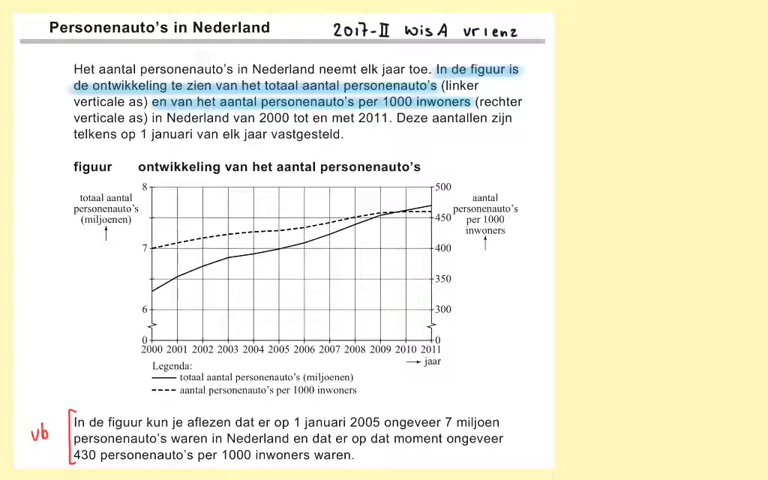 Personenauto's in Nederland 2017-II wisA vrienz
Het aantal personenauto's in Nederland neemt elk jaar toe. In de figuur is
de ontwikkeling te zien van het totaal aantal personenauto's (linker
verticale as) en van het aantal personenauto's per 1000 inwoners (rechter
verticale as) in Nederland van 2000 tot en met 2011. Deze aantallen zijn
telkens op 1 januari van elk jaar vastgesteld.
figuur ontwikkeling van het aantal personenauto's
totaal aantal
personenauto's
(miljoenen)
8
7
6
0
500
450
400
350
300
0
aantal
personenauto's
per 1000
inwoners
2000 2001 2002 2003 2004 2005 2006 2007 2008 2009 2010 2011
jaar
Legenda:
totaal aantal personenauto's (miljoenen)
aantal personenauto's per 1000 inwoners
vb
In de figuur kun je aflezen dat er op 1 januari 2005 ongeveer 7 miljoen
personenauto's waren in Nederland en dat er op dat moment ongeveer
430 personenauto's per 1000 inwoners waren.